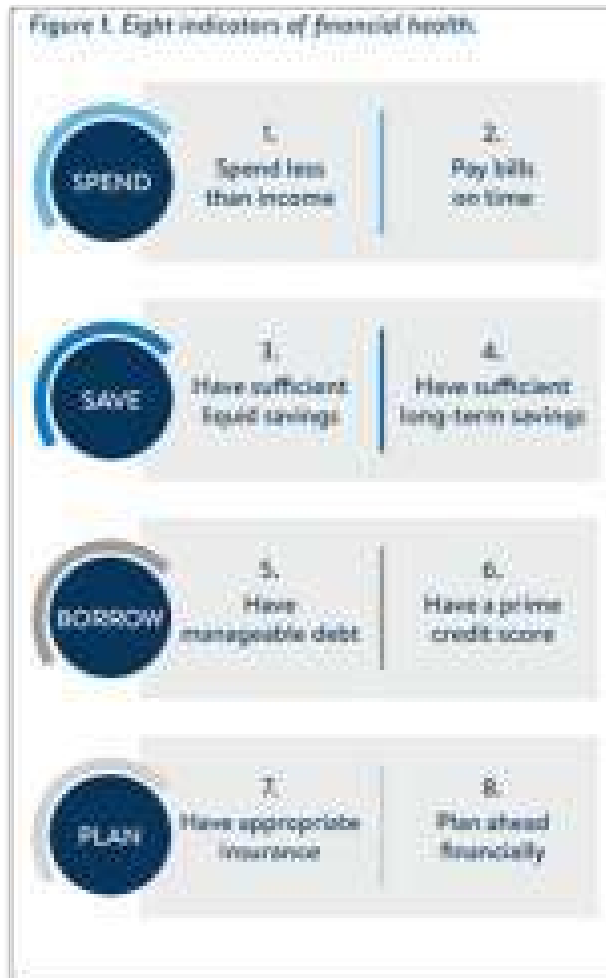 Figure 1. Eight indicators of financial health.
SPEND
1.
Spend less
than income
2.
Pay bills
on time
SAVE
3.
Have sufficient
liquid savings
4.
Have sufficient
long-term savings
BORROW
5.
Have
manageable debt
6.
Have a prime
credit score
PLAN
7.
Have appropriate
insurance
8.
Plan ahead
financially